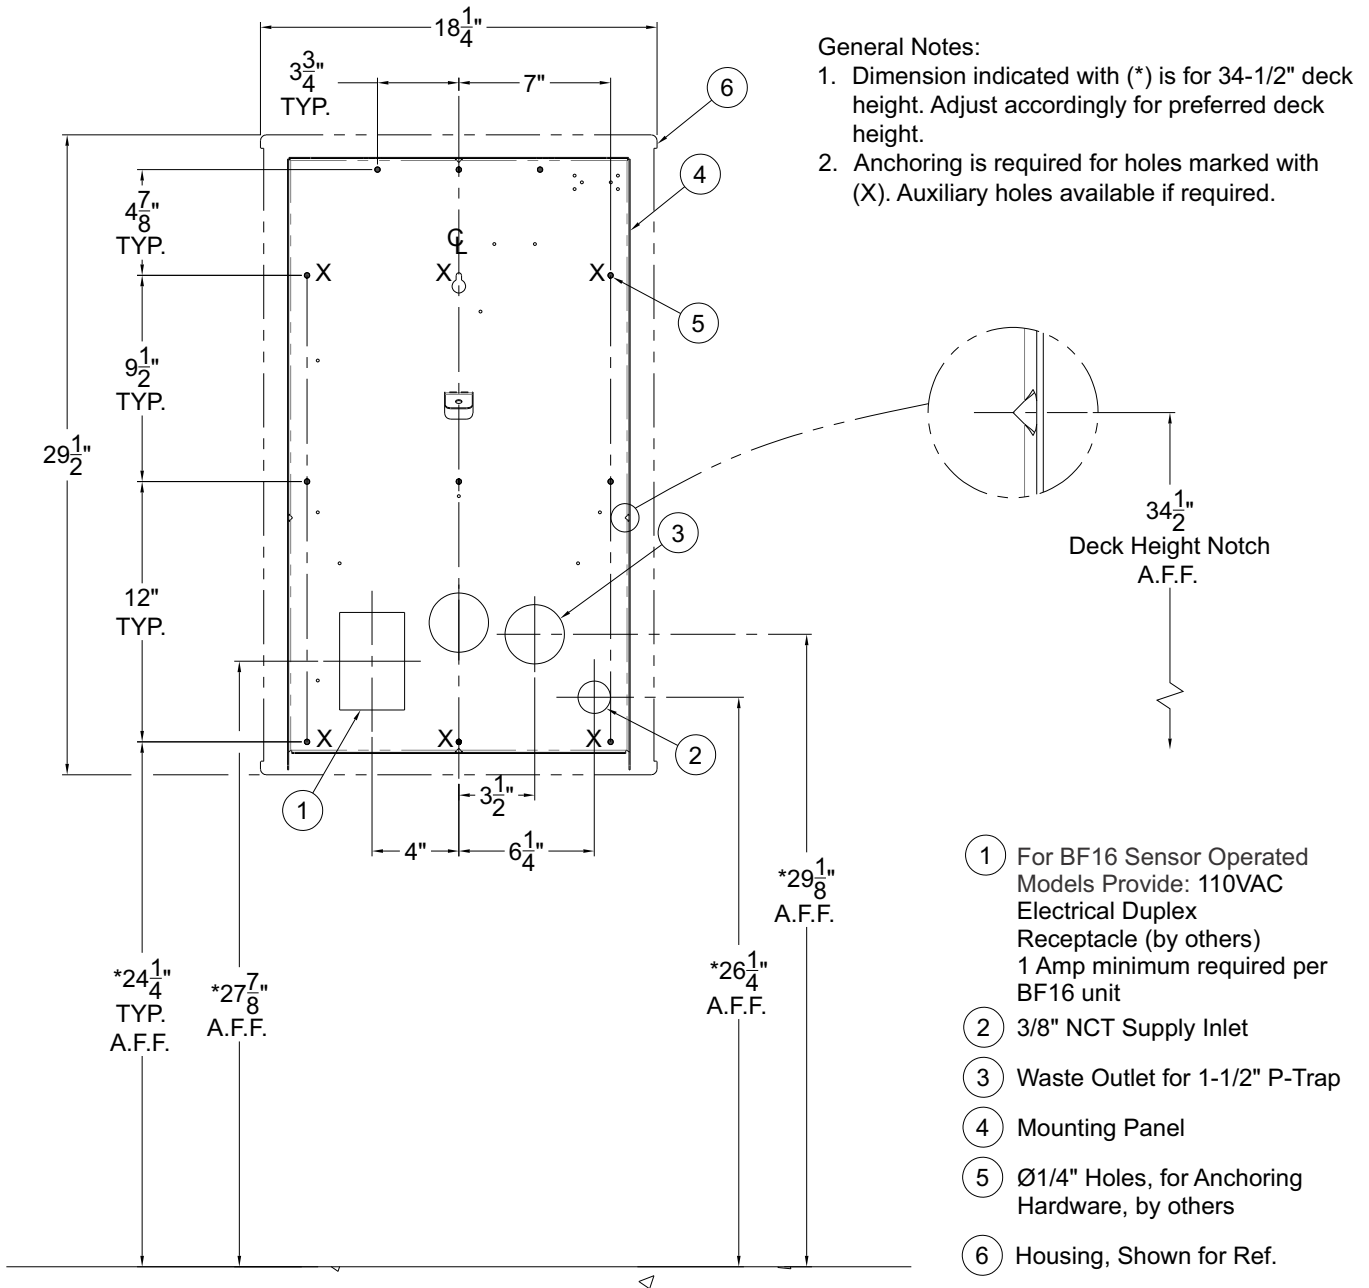 18 1/4"
3 3/4"
TYP.
7"
6
General Notes:
1. Dimension indicated with (*) is for 34-1/2" deck
height. Adjust accordingly for preferred deck
height.
2. Anchoring is required for holes marked with
(X). Auxiliary holes available if required.
4
4 7/8"
TYP.
CL
X X X
5
9 1/2"
TYP.
29 1/2"
34 1/2"
Deck Height Notch
A.F.F.
3
12"
TYP.
X X X
2
1
3 1/2"
4" 6 1/4"
*29 1/8"
A.F.F.
*26 1/4"
A.F.F.
*24 1/4"
TYP.
A.F.F.
*27 7/8"
A.F.F.
1 For BF16 Sensor Operated
Models Provide: 110VAC
Electrical Duplex
Receptacle (by others)
1 Amp minimum required per
BF16 unit
2 3/8" NCT Supply Inlet
3 Waste Outlet for 1-1/2" P-Trap
4 Mounting Panel
5 Ø1/4" Holes, for Anchoring
Hardware, by others
6 Housing, Shown for Ref.